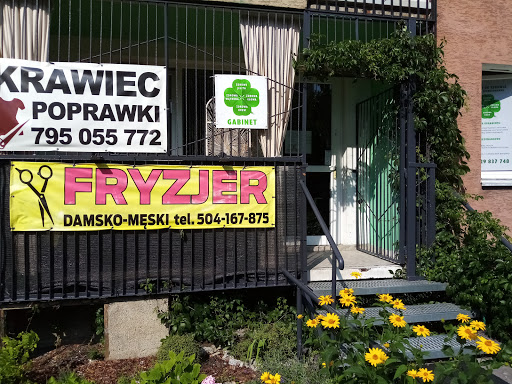 KRAWIEC
POPRAWKI
795 055 772
GABINET
FRYZJER
DAMSKO-MĘSKI tel. 504-167-875